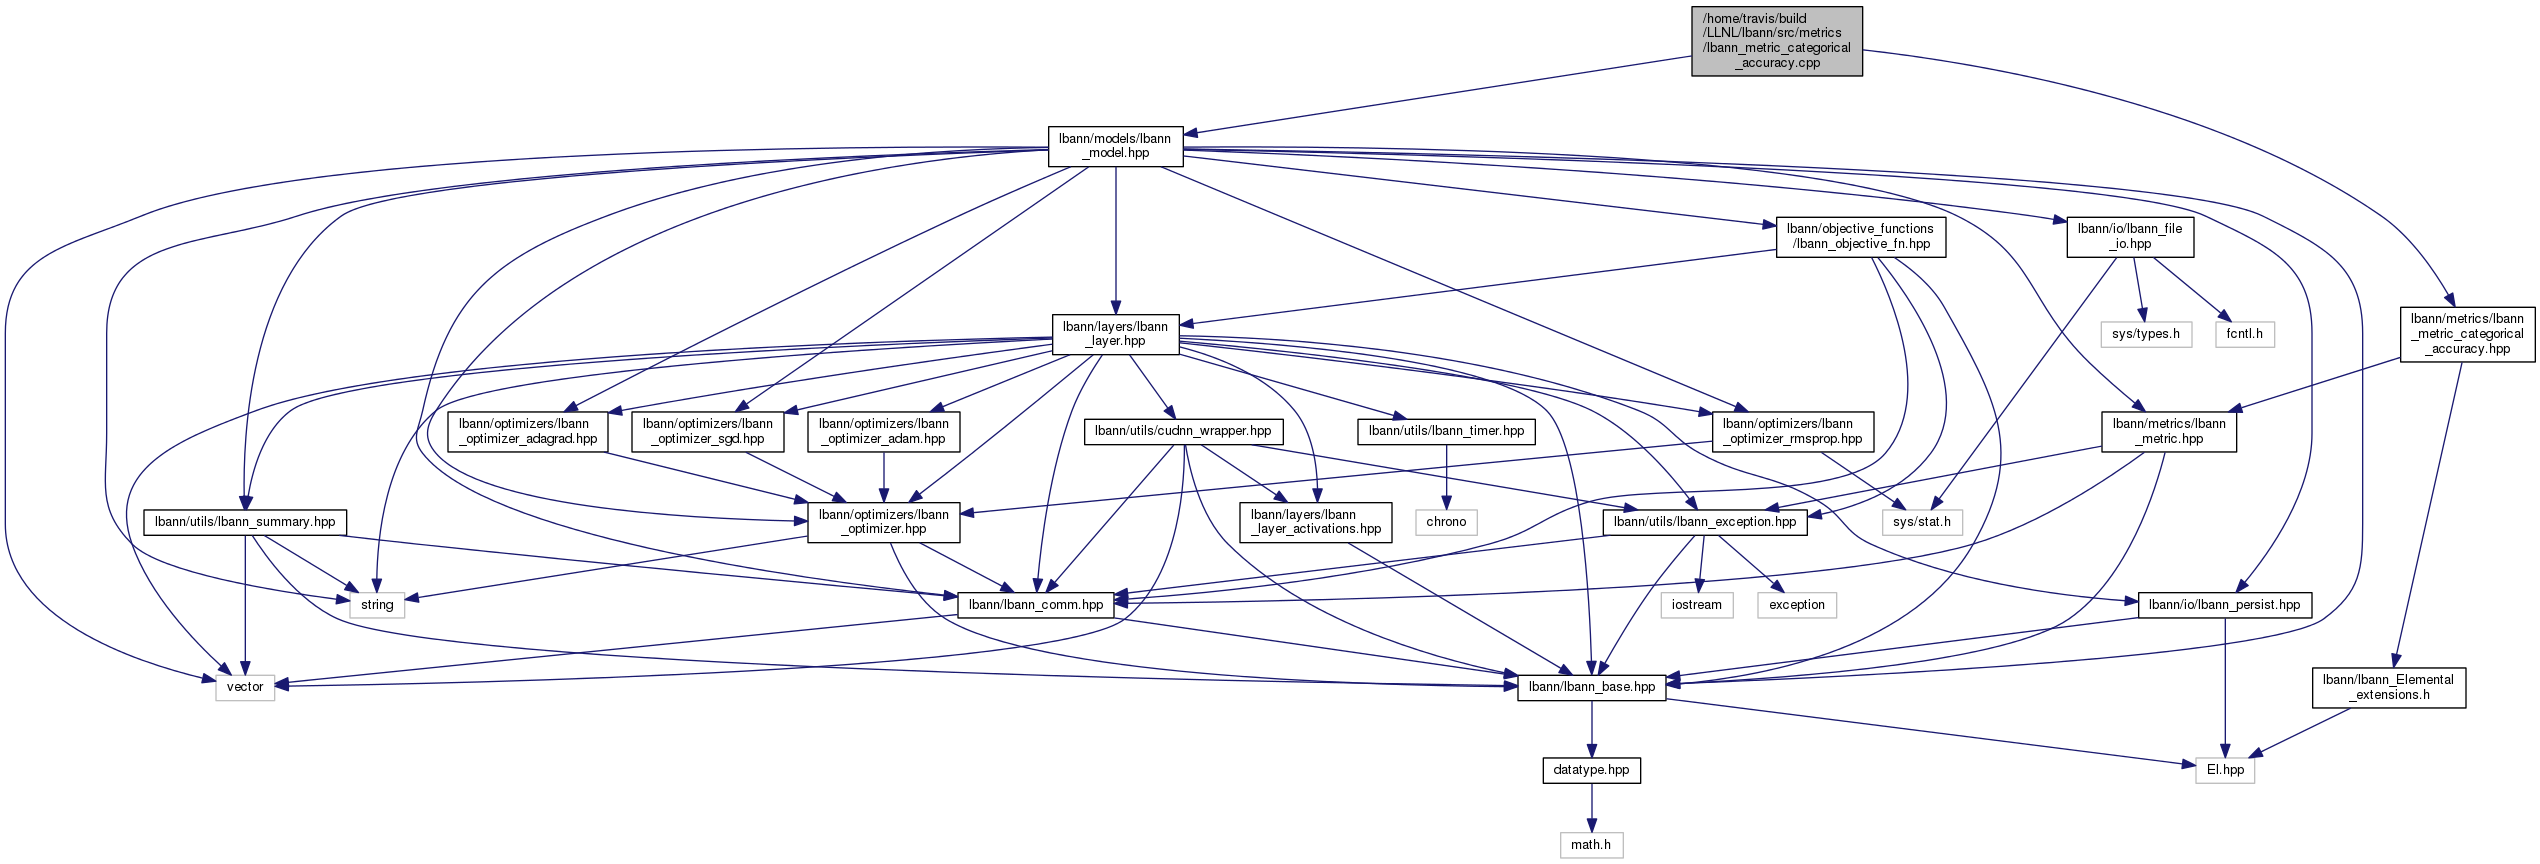 /home/travis/build
/LLNL/lbann/src/metrics
/lbann_metric_categorical
_accuracy.cpp
lbann/models/lbann
_model.hpp
lbann/objective_functions
/lbann_objective_fn.hpp
lbann/io/lbann_file
_io.hpp
lbann/layers/lbann
_layer.hpp
sys/types.h
fcntl.h
lbann/metrics/lbann
_metric_categorical
_accuracy.hpp
lbann/optimizers/lbann
_optimizer_adagrad.hpp
lbann/optimizers/lbann
_optimizer_sgd.hpp
lbann/optimizers/lbann
_optimizer_adam.hpp
lbann/utils/cudnn_wrapper.hpp
lbann/utils/lbann_timer.hpp
lbann/optimizers/lbann
_optimizer_rmsprop.hpp
lbann/metrics/lbann
_metric.hpp
lbann/utils/lbann_summary.hpp
lbann/optimizers/lbann
_optimizer.hpp
lbann/layers/lbann
_layer_activations.hpp
chrono
lbann/utils/lbann_exception.hpp
sys/stat.h
string
lbann/lbann_comm.hpp
iostream
exception
lbann/io/lbann_persist.hpp
vector
lbann/lbann_base.hpp
lbann/lbann_Elemental
_extensions.h
datatype.hpp
El.hpp
math.h